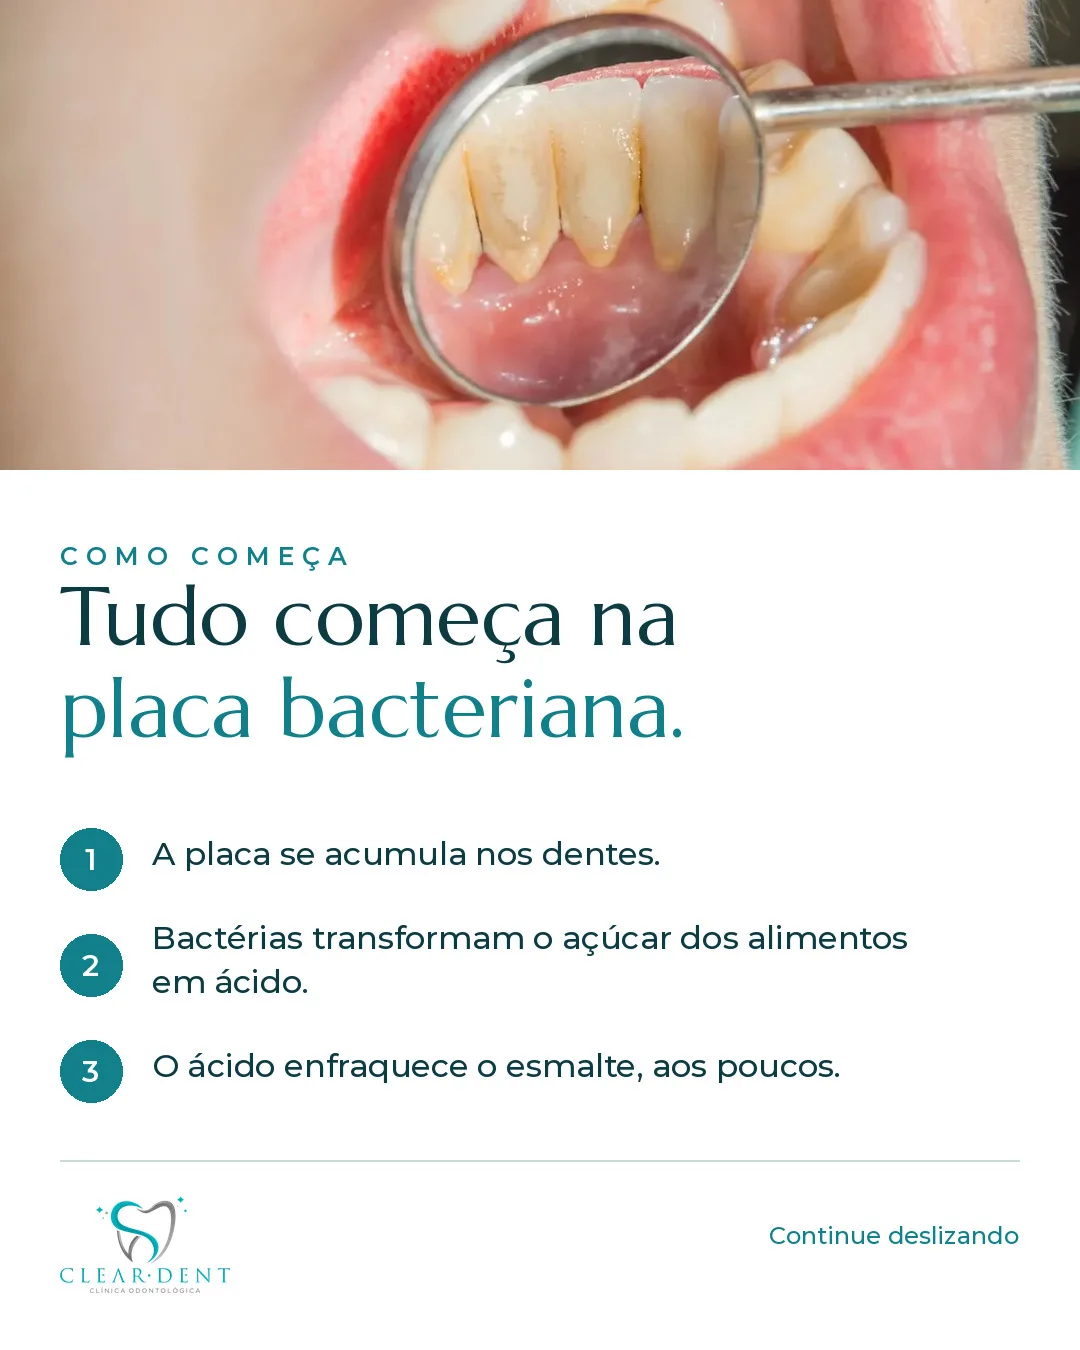 COMO COMEÇA
Tudo começa na
placa bacteriana.
1 A placa se acumula nos dentes.
2 Bactérias transformam o açúcar dos alimentos
em ácido.
3 O ácido enfraquece o esmalte, aos poucos.
CLEAR·DENT
CLÍNICA ODONTOLÓGICA
Continue deslizando